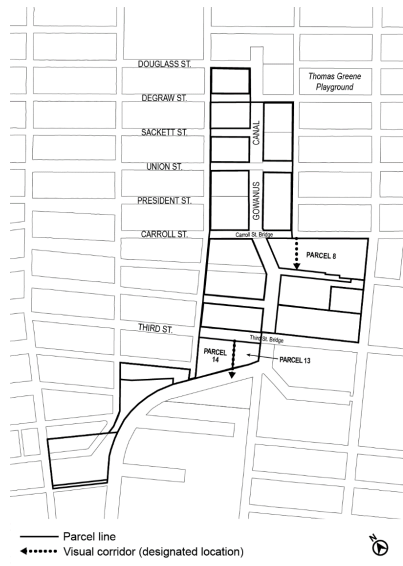 DOUGLASS ST.
Thomas Greene
Playground
DEGRAW ST.
SACKETT ST.
CANAL
UNION ST.
PRESIDENT ST.
GOWANUS
CARROLL ST.
Carroll St. Bridge
PARCEL 8
THIRD ST.
Third St. Bridge
PARCEL
14
PARCEL 13
Parcel line
Visual corridor (designated location)
N